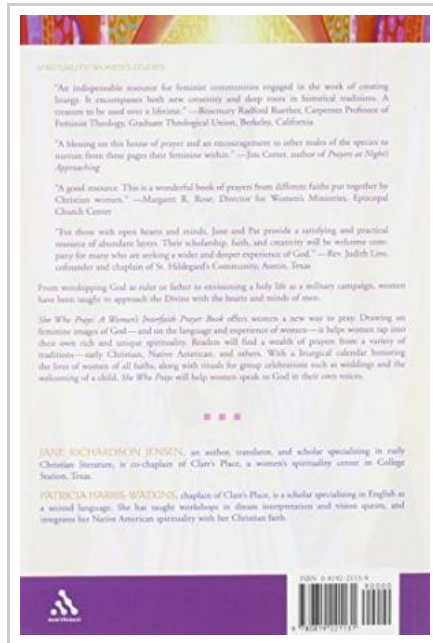 SPIRITUALITY/WOMEN'S STUDIES
"An indispensable resource for feminist communities engaged in the work of creating
liturgy. It encompasses both new creativity and deep roots in historical traditions. A
treasure to be used over a lifetime." —Rosemary Radford Ruether, Carpenter Professor of
Feminist Theology, Graduate Theological Union, Berkeley, California
"A blessing on this house of prayer and an encouragement to other males of the species to
nurture from these pages their feminine within." —Jim Cotter, author of Prayers at Night's
Approaching
"A good resource. This is a wonderful book of prayers from different faiths put together by
Christian women." —Margaret R. Rose, Director for Women's Ministries, Episcopal
Church Center
"For those with open hearts and minds, Jane and Pat provide a satisfying and practical
resource of abundant layers. Their scholarship, faith, and creativity will be welcome com-
pany for many who are seeking a wider and deeper experience of God." —Rev. Judith Liro,
cofounder and chaplain of St. Hildegard's Community, Austin, Texas
From worshipping God as ruler or father to envisioning a holy life as a military campaign, women
have been taught to approach the Divine with the hearts and minds of men.
She Who Prays: A Woman's Interfaith Prayer Book offers women a new way to pray. Drawing on
feminine images of God—and on the language and experience of women—it helps women tap into
their own rich and unique spirituality. Readers will find a wealth of prayers from a variety of
traditions—early Christian, Native American, and others. With a liturgical calendar honoring
the lives of women of all faiths, along with rituals for group celebrations such as weddings and the
welcoming of a child, She Who Prays will help women speak to God in their own voices.
JANE RICHARDSON JENSEN, an author, translator, and scholar specializing in early
Christian literature, is co-chaplain of Clare's Place, a women's spirituality center in College
Station, Texas.
PATRICIA HARRIS-WATKINS, chaplain of Clare's Place, is a scholar specializing in English as
a second language. She has taught workshops in dream interpretation and vision quests, and
integrates her Native American spirituality with her Christian faith.
ISBN 0-8192-2113-9
90000
9 780819 221131